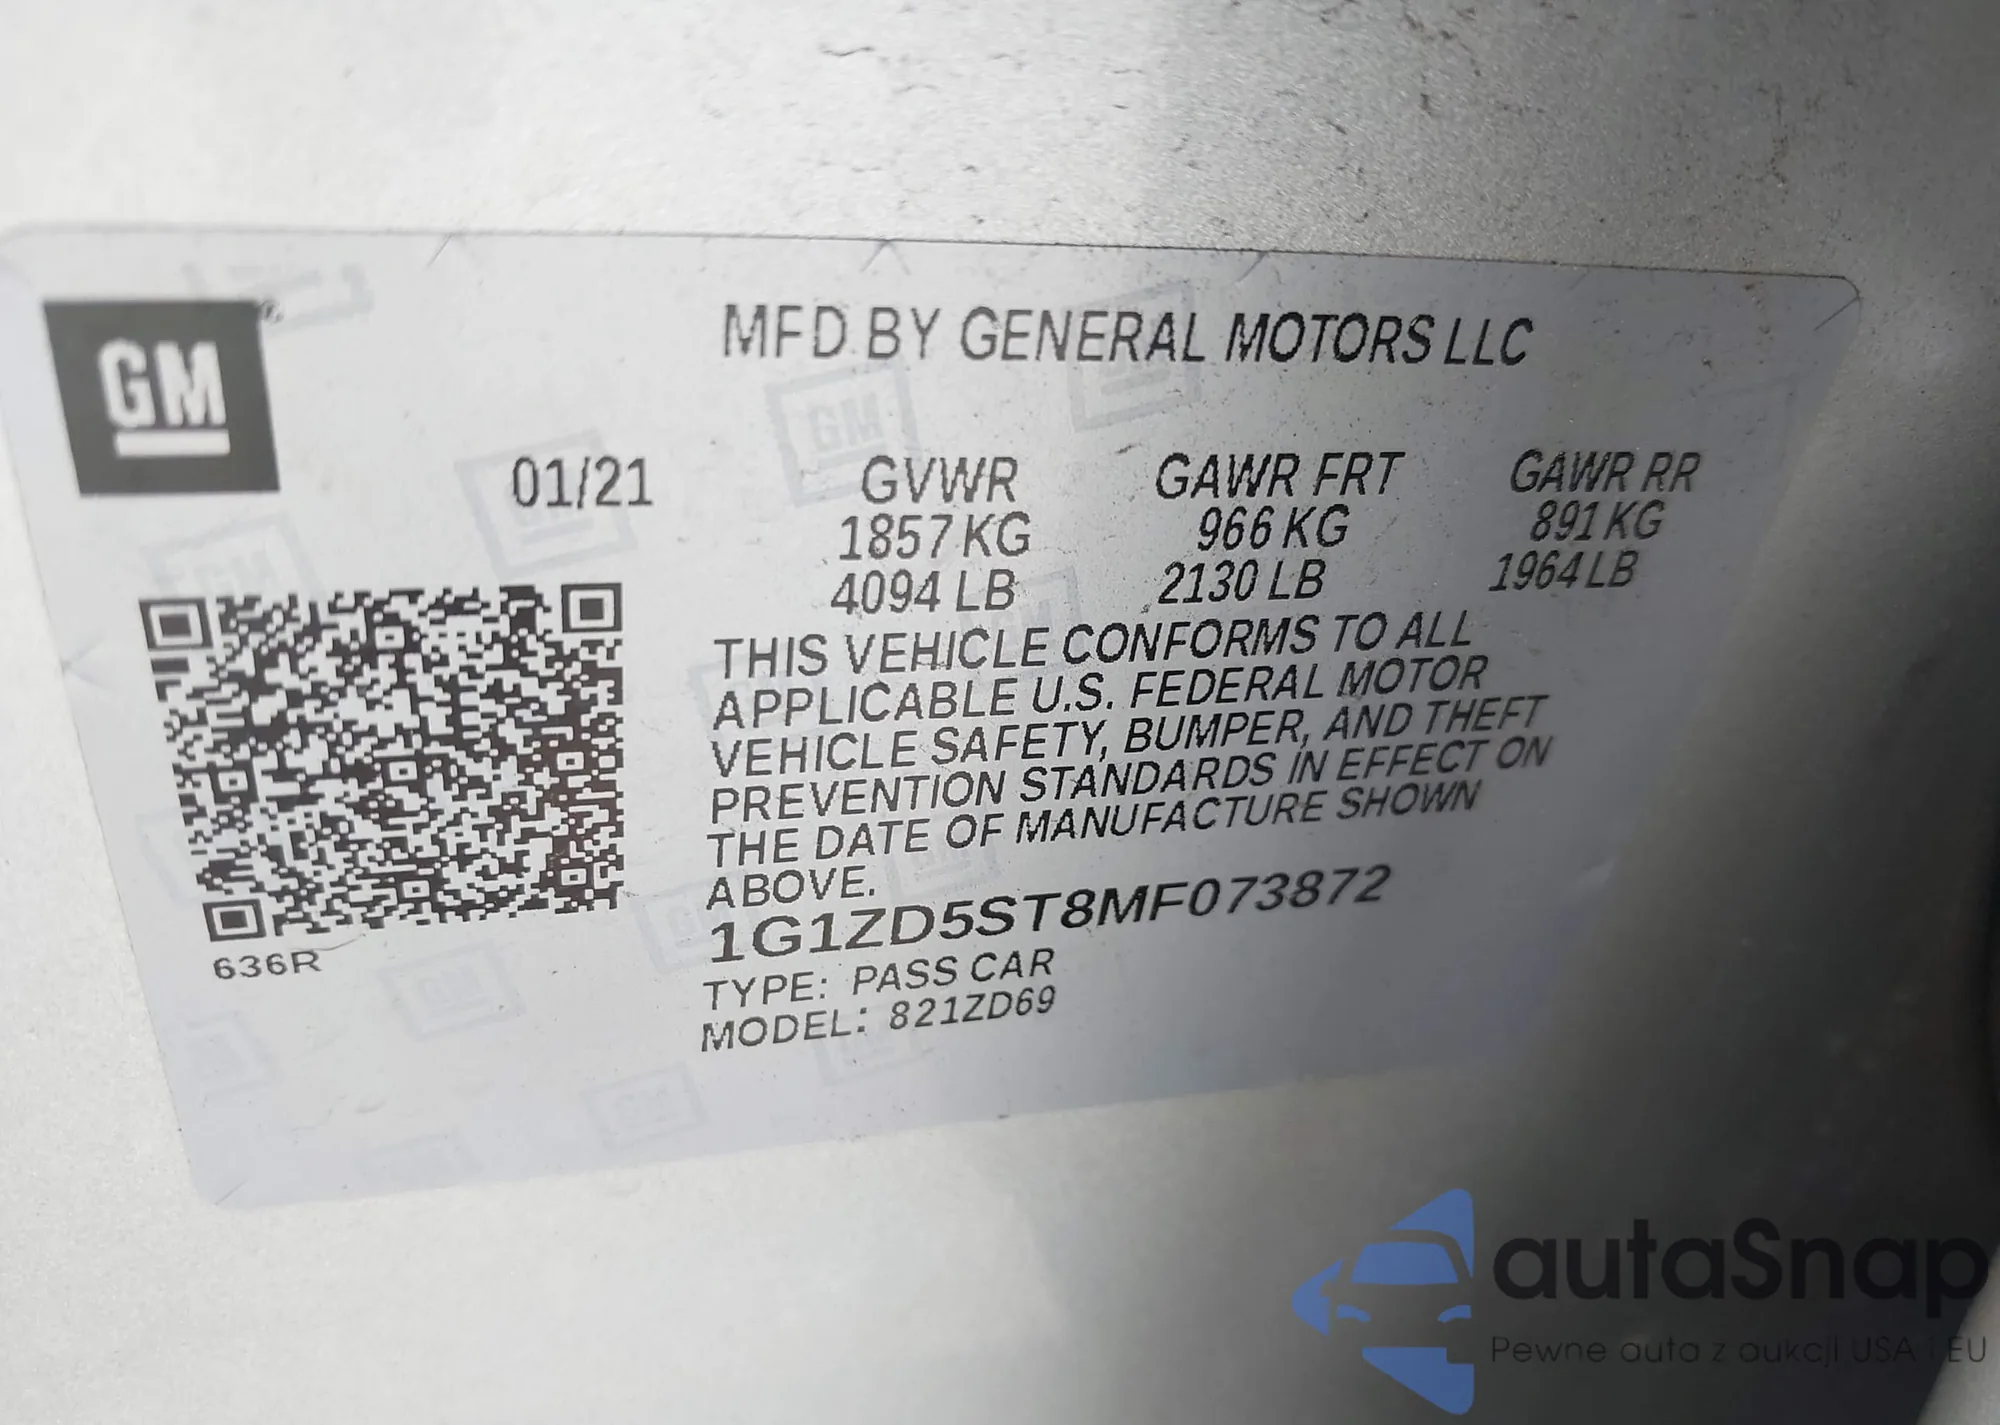 GM
MFD BY GENERAL MOTORS LLC
01/21
GVWR GAWR FRT GAWR RR
1857 KG 966 KG 891 KG
4094 LB 2130 LB 1964 LB
THIS VEHICLE CONFORMS TO ALL
APPLICABLE U.S. FEDERAL MOTOR
VEHICLE SAFETY, BUMPER, AND THEFT
PREVENTION STANDARDS IN EFFECT ON
THE DATE OF MANUFACTURE SHOWN
ABOVE.
1G1ZD5ST8MF073872
TYPE: PASS CAR
MODEL: 821ZD69
636R
autaSnap
Pewne auta z aukcji USA i EU